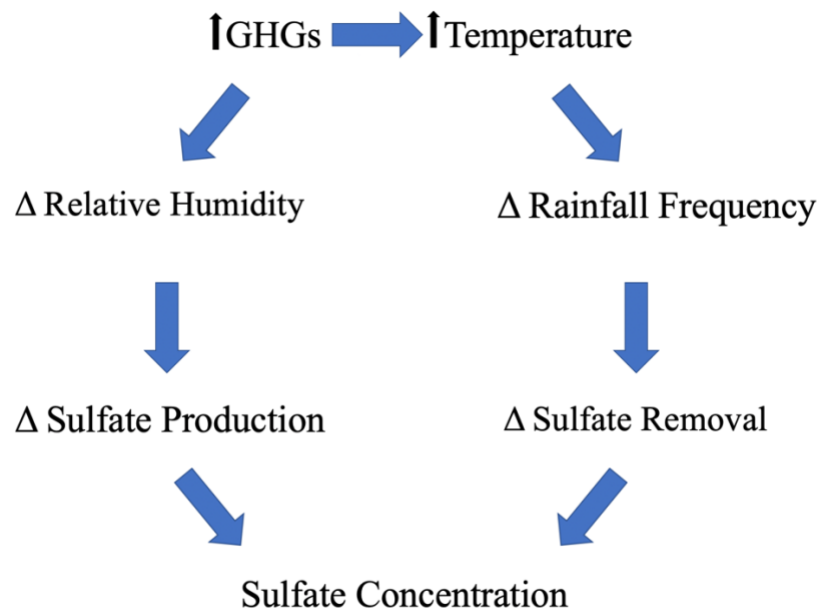 ⬆GHGs ➡ ⬆Temperature
Δ Relative Humidity
Δ Rainfall Frequency
Δ Sulfate Production
Δ Sulfate Removal
Sulfate Concentration